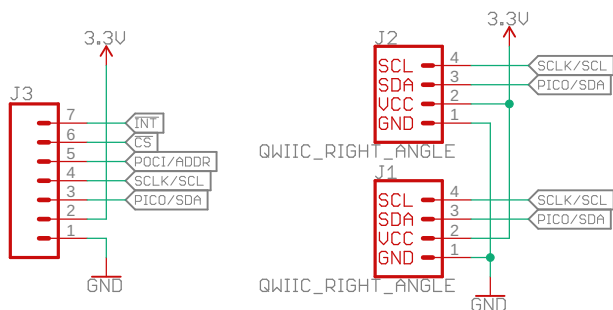 3.3V
J3
7 INT
6 CS
5 POCI/ADDR
4 SCLK/SCL
3 PICO/SDA
2
1
GND
3.3V
J2
SCL 4 SCLK/SCL
SDA 3 PICO/SDA
VCC 2
GND 1
QWIIC_RIGHT_ANGLE
J1
SCL 4 SCLK/SCL
SDA 3 PICO/SDA
VCC 2
GND 1
QWIIC_RIGHT_ANGLE
GND